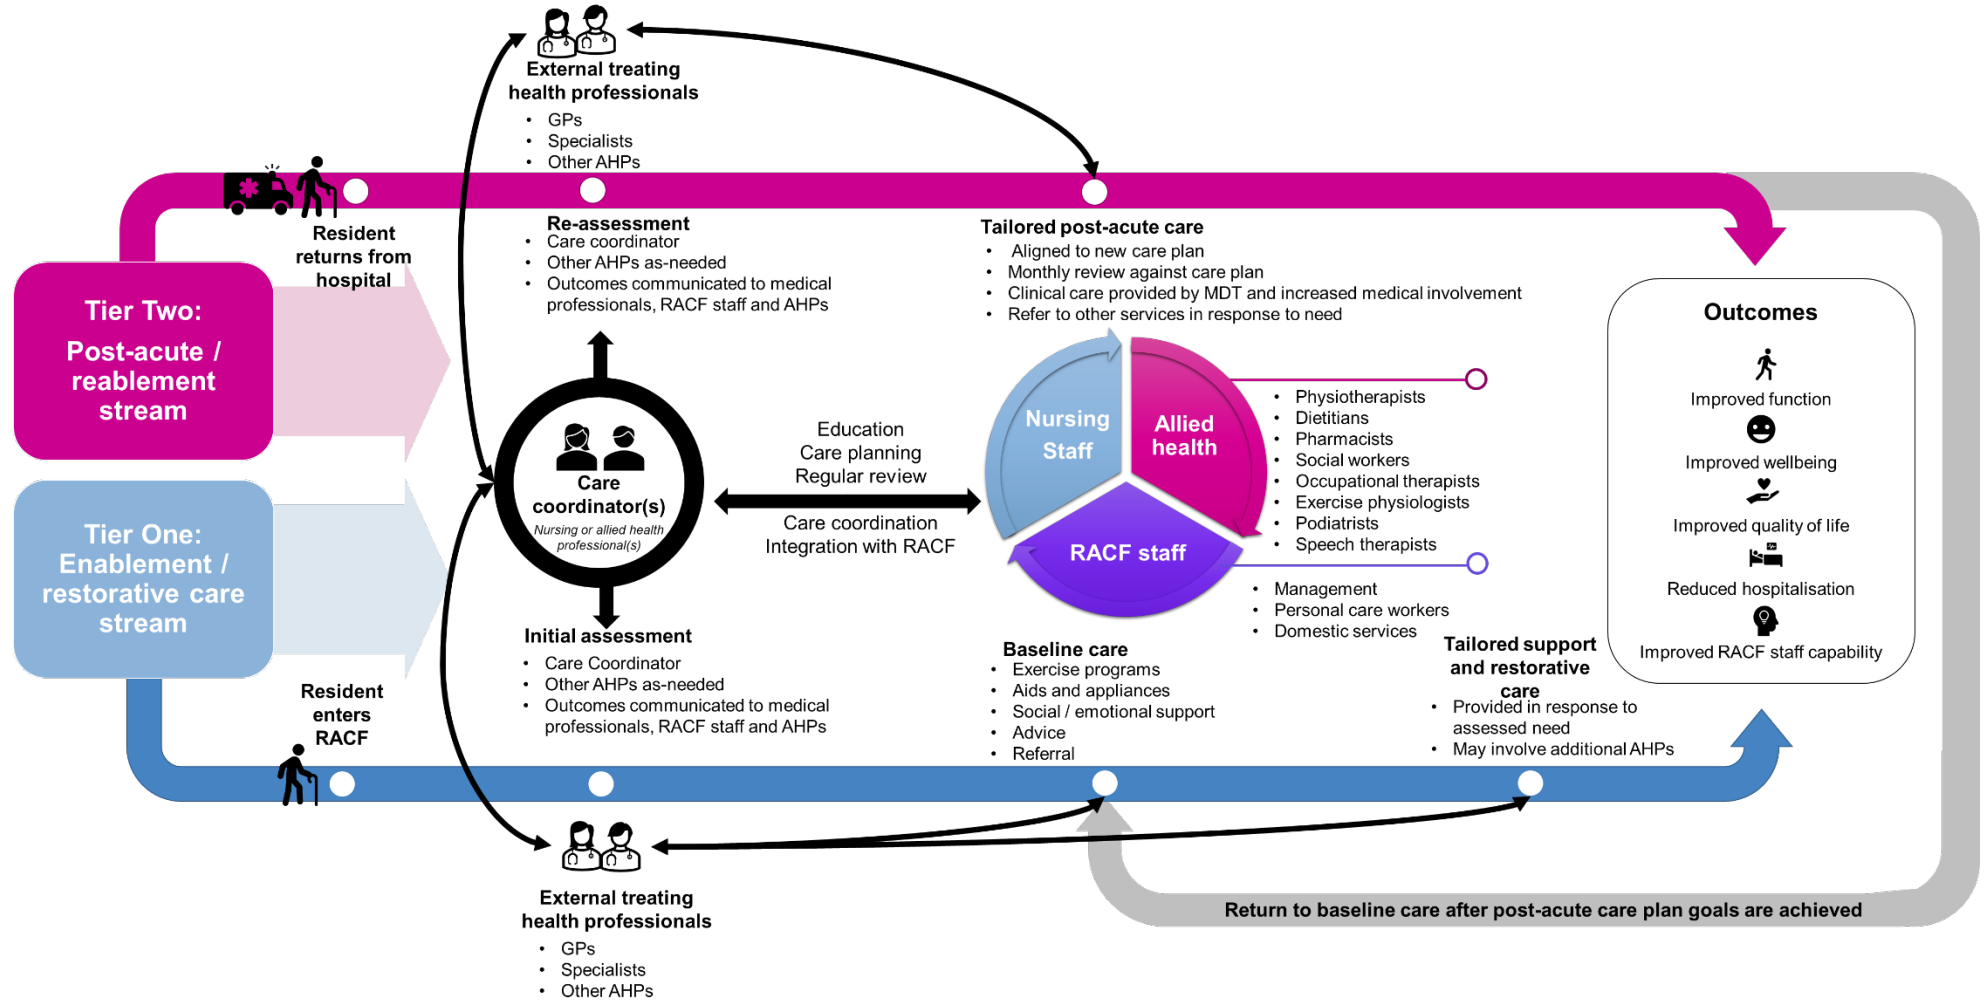 External treating
health professionals
• GPs
• Specialists
• Other AHPs
Resident
returns from
hospital
Re-assessment
• Care coordinator
• Other AHPs as-needed
• Outcomes communicated to medical
professionals, RACF staff and AHPs
Tailored post-acute care
• Aligned to new care plan
• Monthly review against care plan
• Clinical care provided by MDT and increased medical involvement
• Refer to other services in response to need
Tier Two:
Post-acute /
reablement
stream
Tier One:
Enablement /
restorative care
stream
Care
coordinator(s)
Nursing or allied health
professional(s)
Education
Care planning
Regular review
Care coordination
Integration with RACF
Nursing
Staff
Allied
health
RACF staff
• Physiotherapists
• Dietitians
• Pharmacists
• Social workers
• Occupational therapists
• Exercise physiologists
• Podiatrists
• Speech therapists
• Management
• Personal care workers
• Domestic services
Outcomes
Improved function
Improved wellbeing
Improved quality of life
Reduced hospitalisation
Improved RACF staff capability
Resident
enters
RACF
Initial assessment
• Care Coordinator
• Other AHPs as-needed
• Outcomes communicated to medical
professionals, RACF staff and AHPs
Baseline care
• Exercise programs
• Aids and appliances
• Social / emotional support
• Advice
• Referral
Tailored support
and restorative
care
• Provided in response to
assessed need
• May involve additional AHPs
External treating
health professionals
• GPs
• Specialists
• Other AHPs
Return to baseline care after post-acute care plan goals are achieved